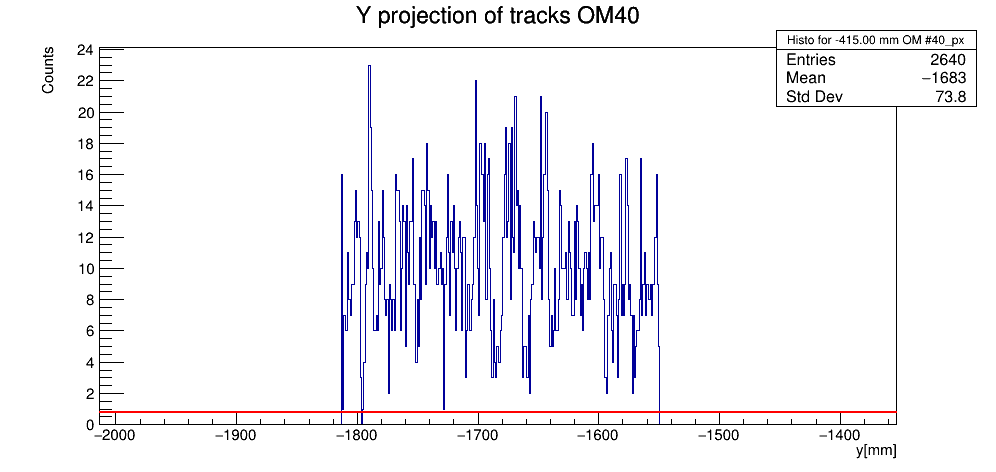 Y projection of tracks OM40
Histo for -415.00 mm OM #40_px
Entries 2640
Mean −1683
Std Dev 73.8
Counts
24
22
20
18
16
14
12
10
8
6
4
2
0
−2000 −1900 −1800 −1700 −1600 −1500 −1400
y[mm]